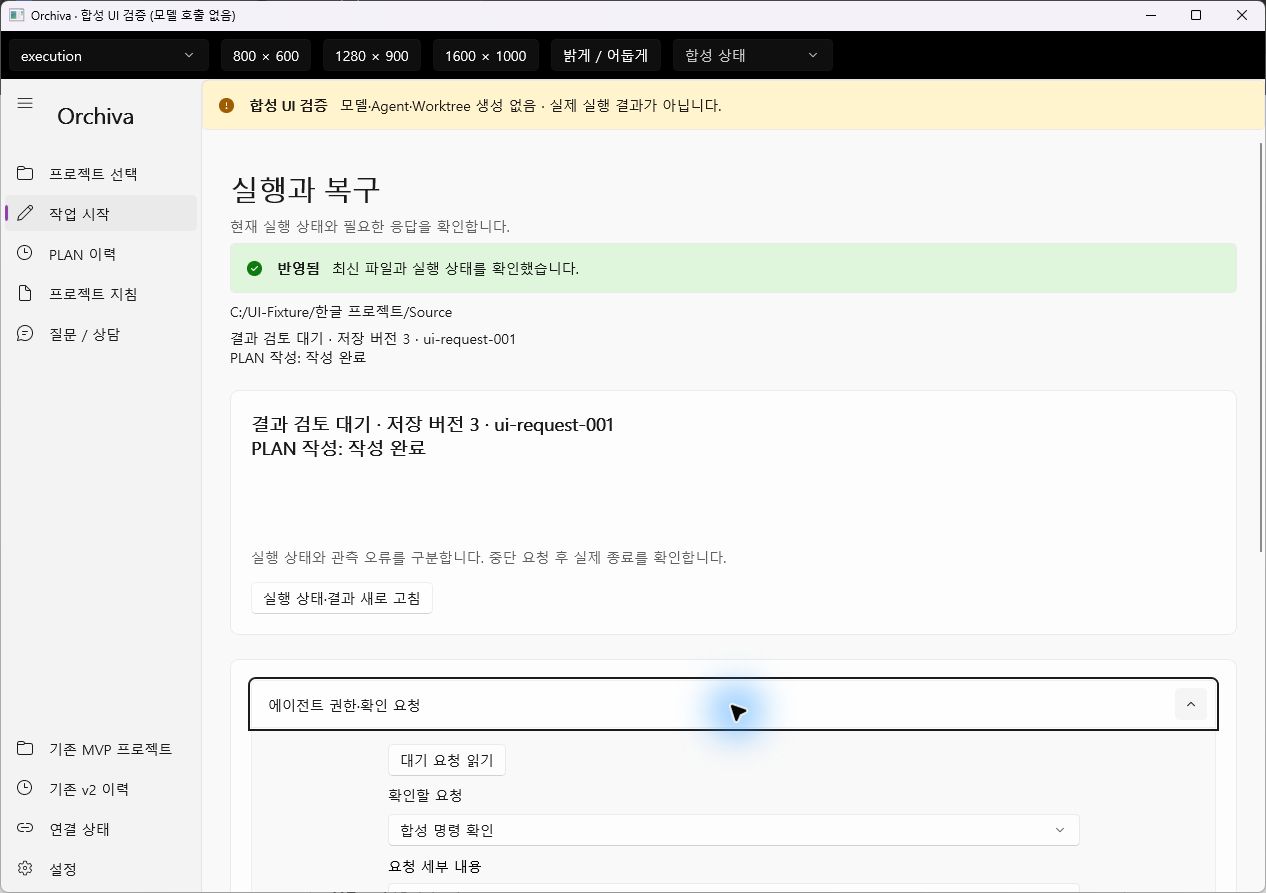 Orchiva · 합성 UI 검증 (모델 호출 없음)
execution
800 × 600
1280 × 900
1600 × 1000
밝게 / 어둡게
합성 상태
Orchiva
프로젝트 선택
작업 시작
PLAN 이력
프로젝트 지침
질문 / 상담
기존 MVP 프로젝트
기존 v2 이력
연결 상태
설정
합성 UI 검증 모델·Agent·Worktree 생성 없음 · 실제 실행 결과가 아닙니다.
실행과 복구
현재 실행 상태와 필요한 응답을 확인합니다.
반영됨 최신 파일과 실행 상태를 확인했습니다.
C:/UI-Fixture/한글 프로젝트/Source
결과 검토 대기 · 저장 버전 3 · ui-request-001
PLAN 작성: 작성 완료
결과 검토 대기 · 저장 버전 3 · ui-request-001
PLAN 작성: 작성 완료
실행 상태와 관측 오류를 구분합니다. 중단 요청 후 실제 종료를 확인합니다.
실행 상태·결과 새로 고침
에이전트 권한·확인 요청
대기 요청 읽기
확인할 요청
합성 명령 확인
요청 세부 내용